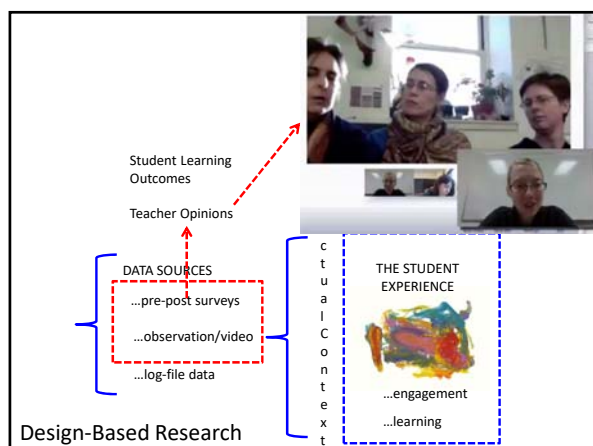 Student Learning
Outcomes
Teacher Opinions
DATA SOURCES
…pre-post surveys
…observation/video
…log-file data
c
t
u
a
l
C
o
n
t
e
x
t
THE STUDENT
EXPERIENCE
…engagement
…learning
Design-Based Research